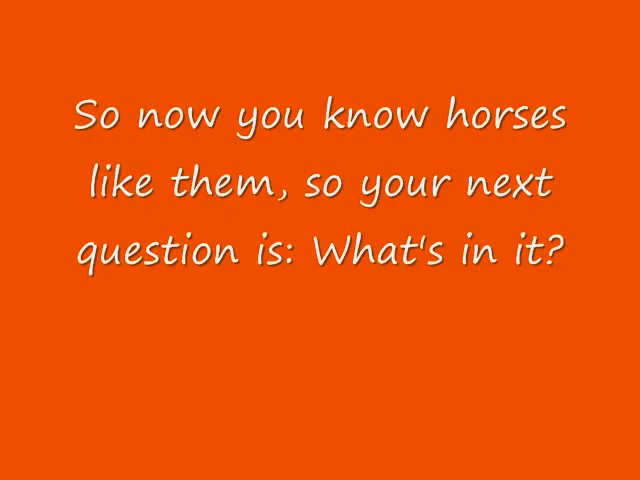 So now you know horses
like them, so your next
question is: What's in it?